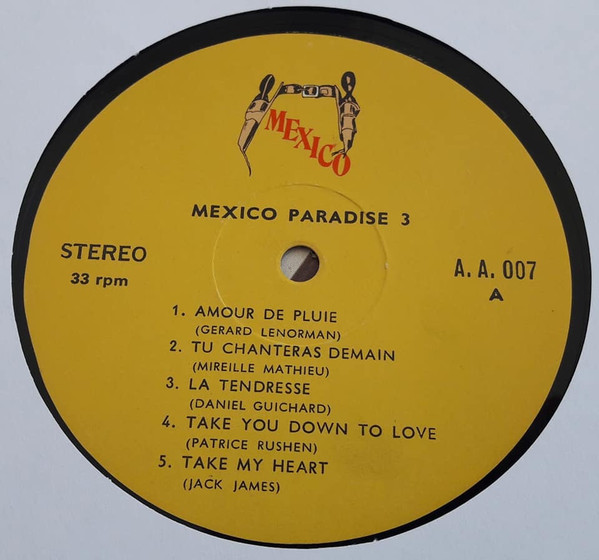 MEXICO
MEXICO PARADISE 3
STEREO
33 rpm
A. A. 007
A
1. AMOUR DE PLUIE
(GERARD LENORMAN)
2. TU CHANTERAS DEMAIN
(MIREILLE MATHIEU)
3. LA TENDRESSE
(DANIEL GUICHARD)
4. TAKE YOU DOWN TO LOVE
(PATRICE RUSHEN)
5. TAKE MY HEART
(JACK JAMES)